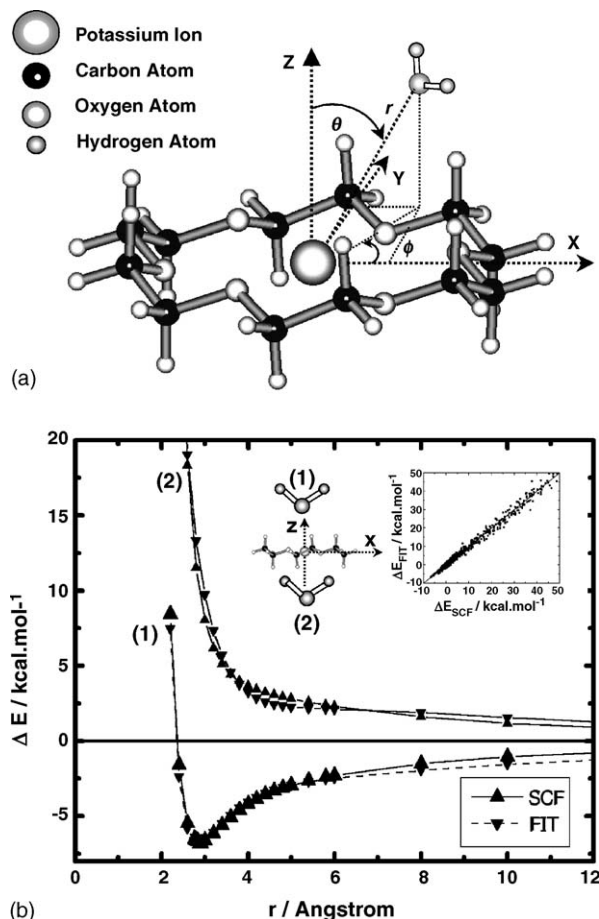 Potassium Ion
Carbon Atom
Oxygen Atom
Hydrogen Atom
Z
r
θ
Y
ϕ
X
(a)
20
15
10
5
0
-5
Δ E / kcal.mol-1
(2)
(1)
(1)
z
x
(2)
50
40
30
20
10
0
-10
ΔE_FIT / kcal.mol⁻¹
-10 0 10 20 30 40 50
ΔE_SCF / kcal.mol⁻¹
SCF
FIT
0 2 4 6 8 10 12
r / Angstrom
(b)